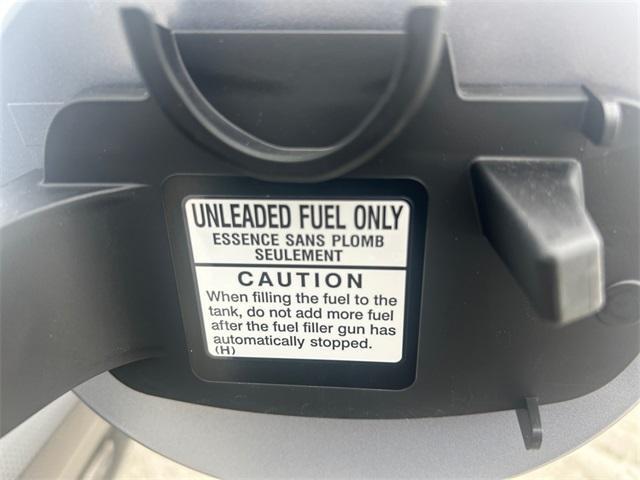 UNLEADED FUEL ONLY
ESSENCE SANS PLOMB
SEULEMENT
CAUTION
When filling the fuel to the
tank, do not add more fuel
after the fuel filler gun has
automatically stopped.
(H)